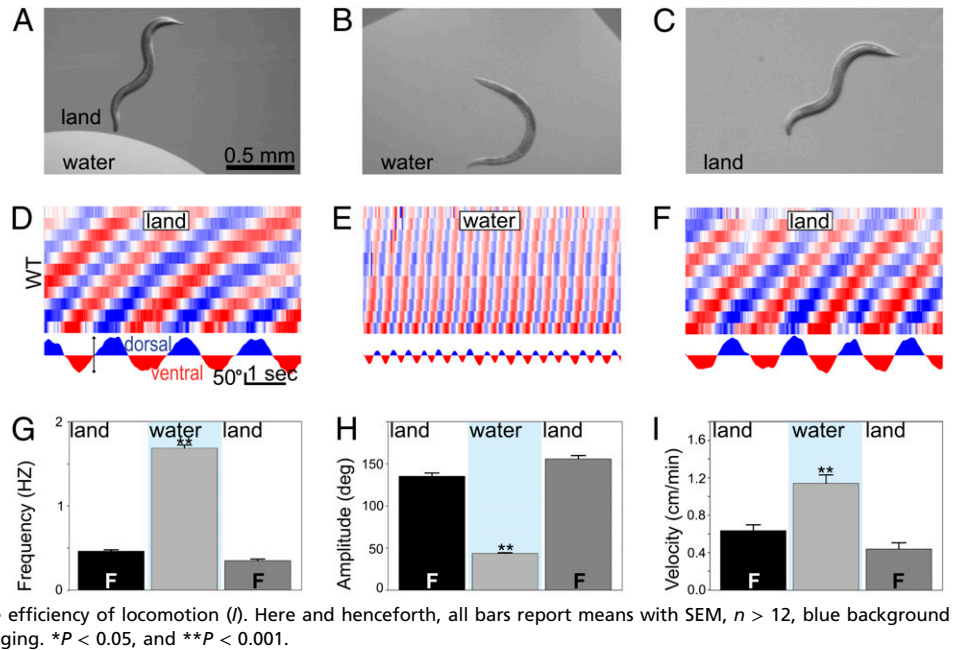 A
B
C
land
water
0.5 mm
water
land
D
land
E
water
F
land
WT
dorsal
ventral
50° 1 sec
G
land water land
**
Frequency (HZ)
2
1
0
F
F
H
land water land
**
Amplitude (deg)
150
100
50
0
F
F
I
land water land
**
Velocity (cm/min)
1.6
1.2
0.8
0.4
0.0
F
F
e efficiency of locomotion (I). Here and henceforth, all bars report means with SEM, n > 12, blue background
ging. *P < 0.05, and **P < 0.001.